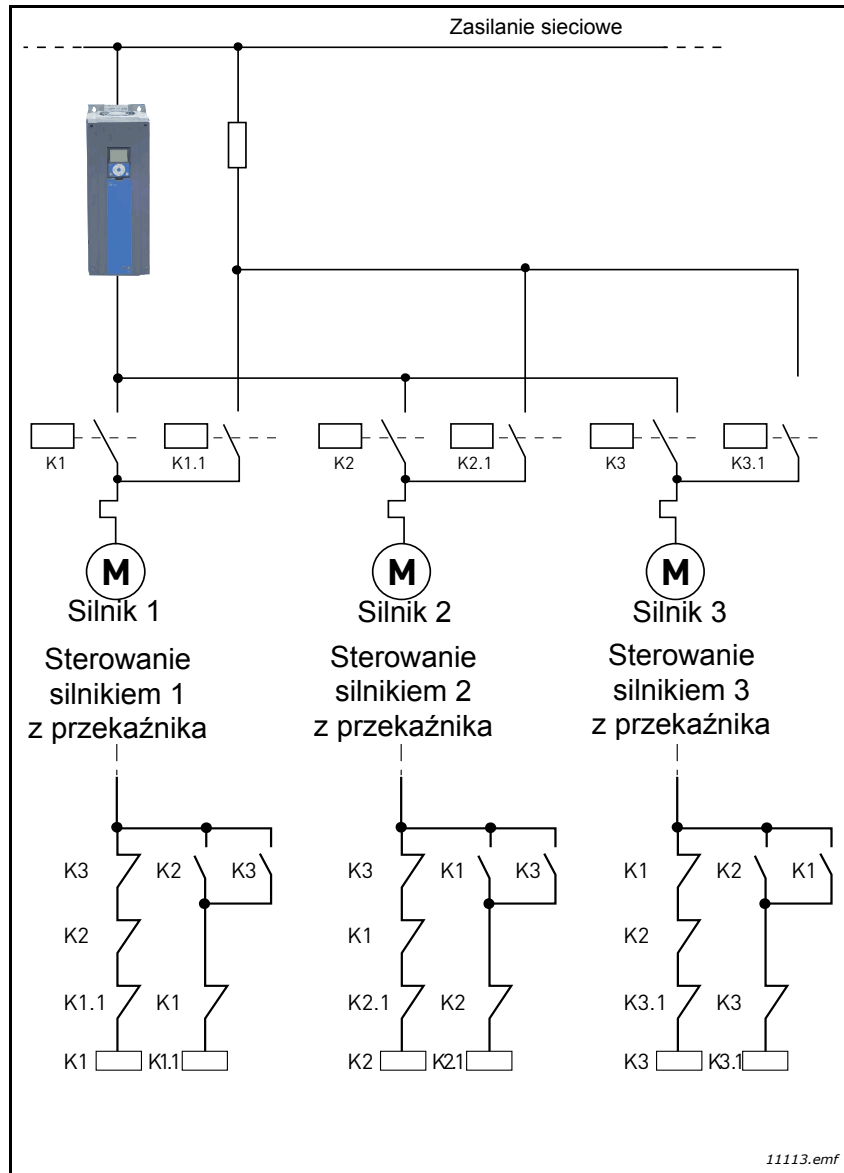 Zasilanie sieciowe
K1 K1.1 K2 K2.1 K3 K3.1
M M M
Silnik 1 Silnik 2 Silnik 3
Sterowanie
silnikiem 1
z przekaźnika
Sterowanie
silnikiem 2
z przekaźnika
Sterowanie
silnikiem 3
z przekaźnika
K3 K2 K3 K3 K1 K3 K1 K2 K1
K2 K1 K2
K1.1 K1 K2.1 K2 K3.1 K3
K1 K1.1 K2 K2.1 K3 K3.1
11113.emf